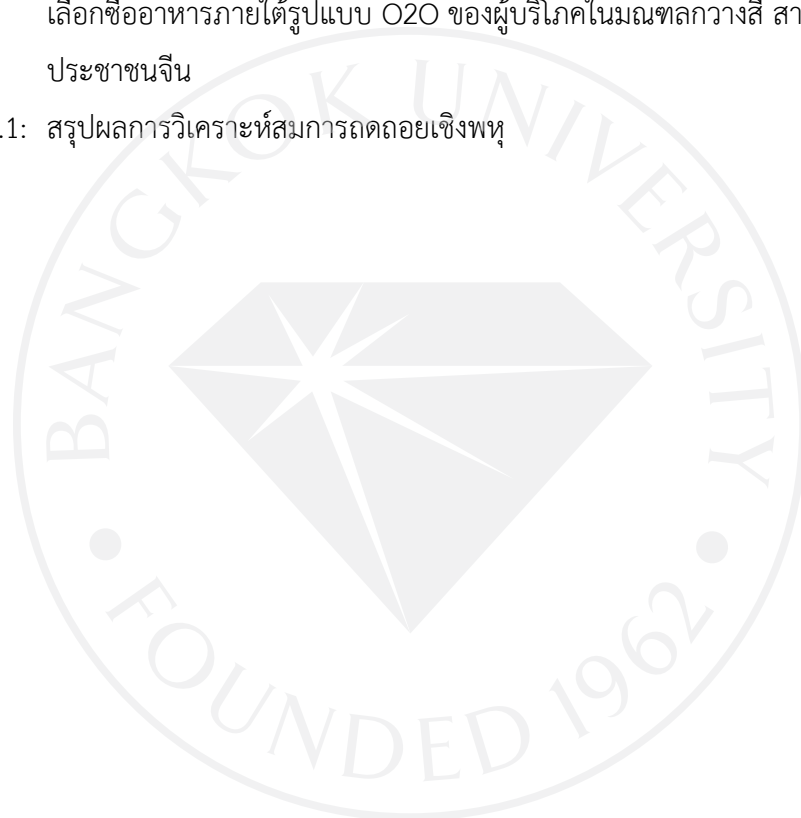 เลือกซื้ออาหารภายใต้รูปแบบ O2O ของผู้บริโภคในมณฑลกวางสี สา
ประชาชนจีน
.1: สรุปผลการวิเคราะห์สมการถดถอยเชิงพหุ
BANGKOK UNIVERSITY
FOUNDED 1962